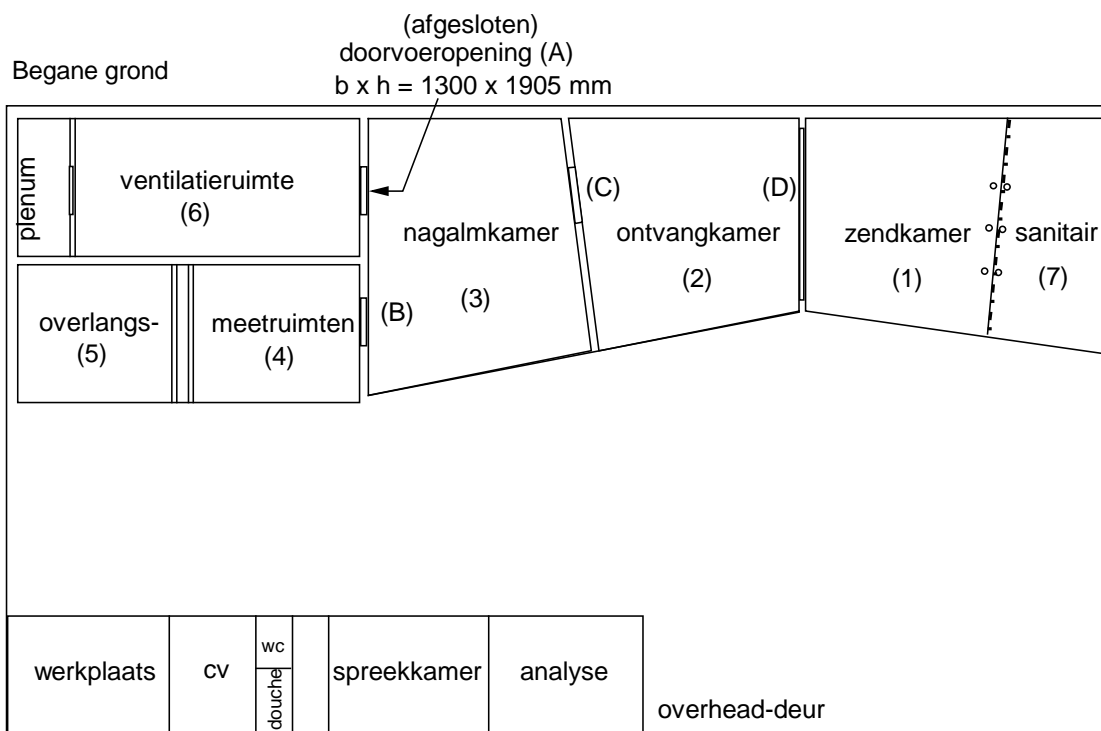 (afgesloten)
doorvoeropening (A)
b x h = 1300 x 1905 mm
Begane grond
plenum
ventilatieruimte
(6)
nagalmkamer
(3)
(C)
ontvangkamer
(2)
(D)
zendkamer
(1)
sanitair
(7)
overlangs-
(5)
meetruimten
(4)
(B)
werkplaats
cv
wc
douche
spreekkamer
analyse
overhead-deur